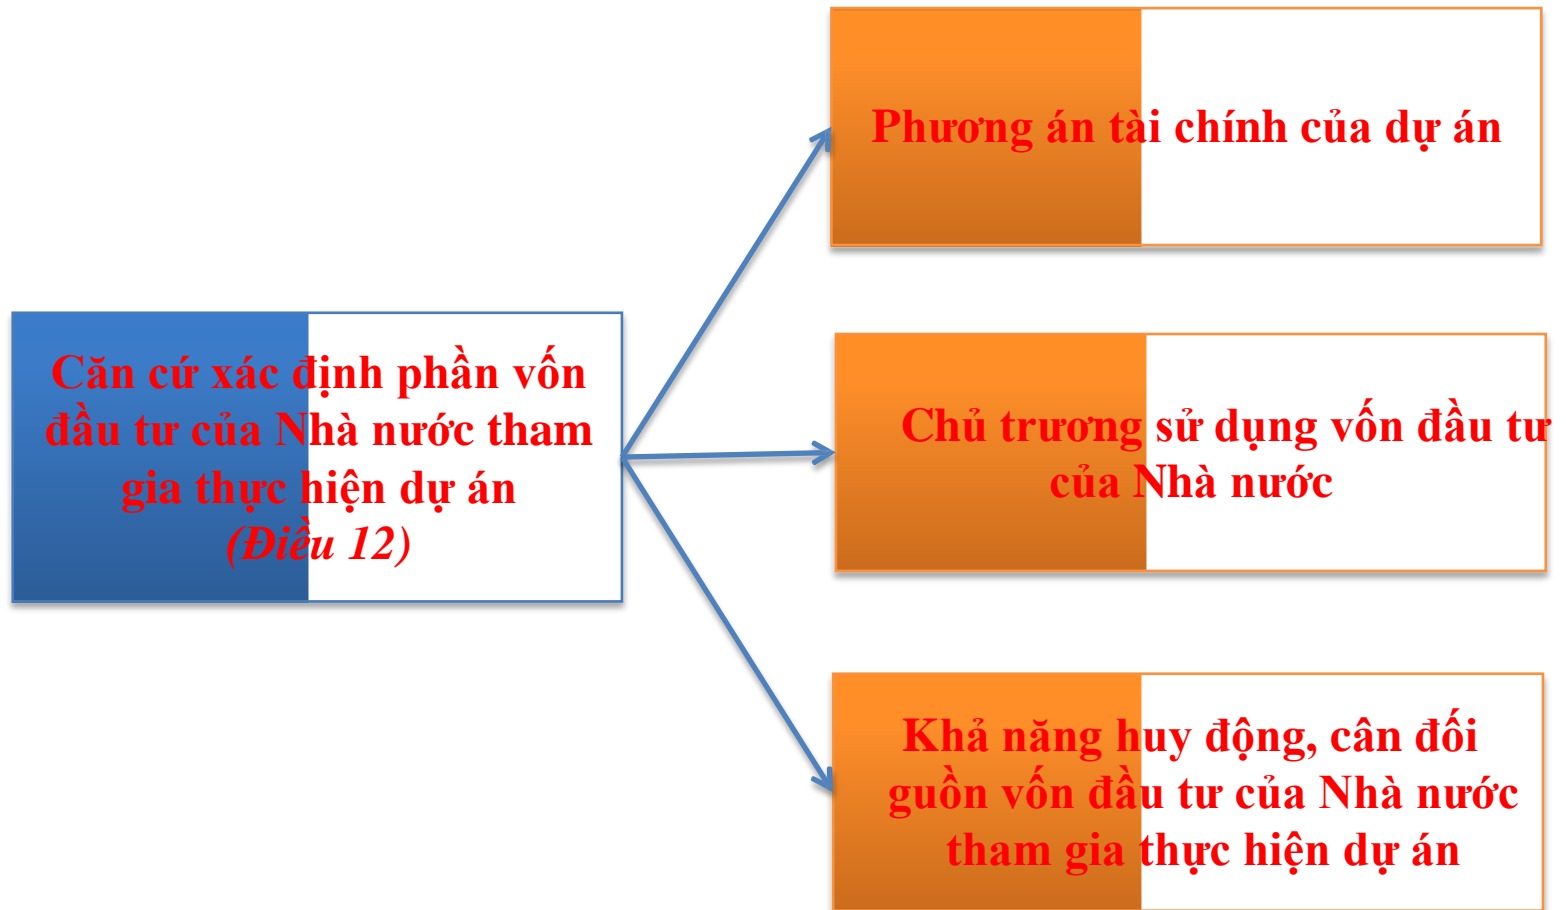 Phương án tài chính của dự án
Căn cứ xác định phần vốn
đầu tư của Nhà nước tham
gia thực hiện dự án
(Điều 12)
Chủ trương sử dụng vốn đầu tư
của Nhà nước
Khả năng huy động, cân đối
guồn vốn đầu tư của Nhà nước
tham gia thực hiện dự án